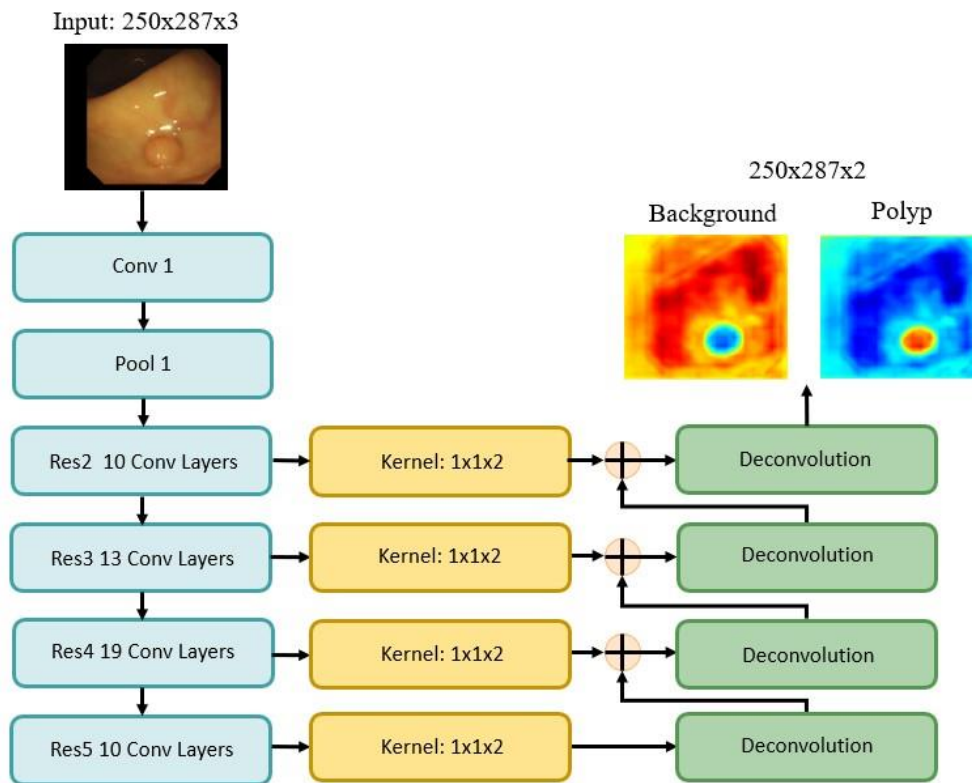 Input: 250x287x3
Conv 1
Pool 1
Res2 10 Conv Layers
Res3 13 Conv Layers
Res4 19 Conv Layers
Res5 10 Conv Layers
Kernel: 1x1x2
Kernel: 1x1x2
Kernel: 1x1x2
Kernel: 1x1x2
250x287x2
Background Polyp
Deconvolution
Deconvolution
Deconvolution
Deconvolution